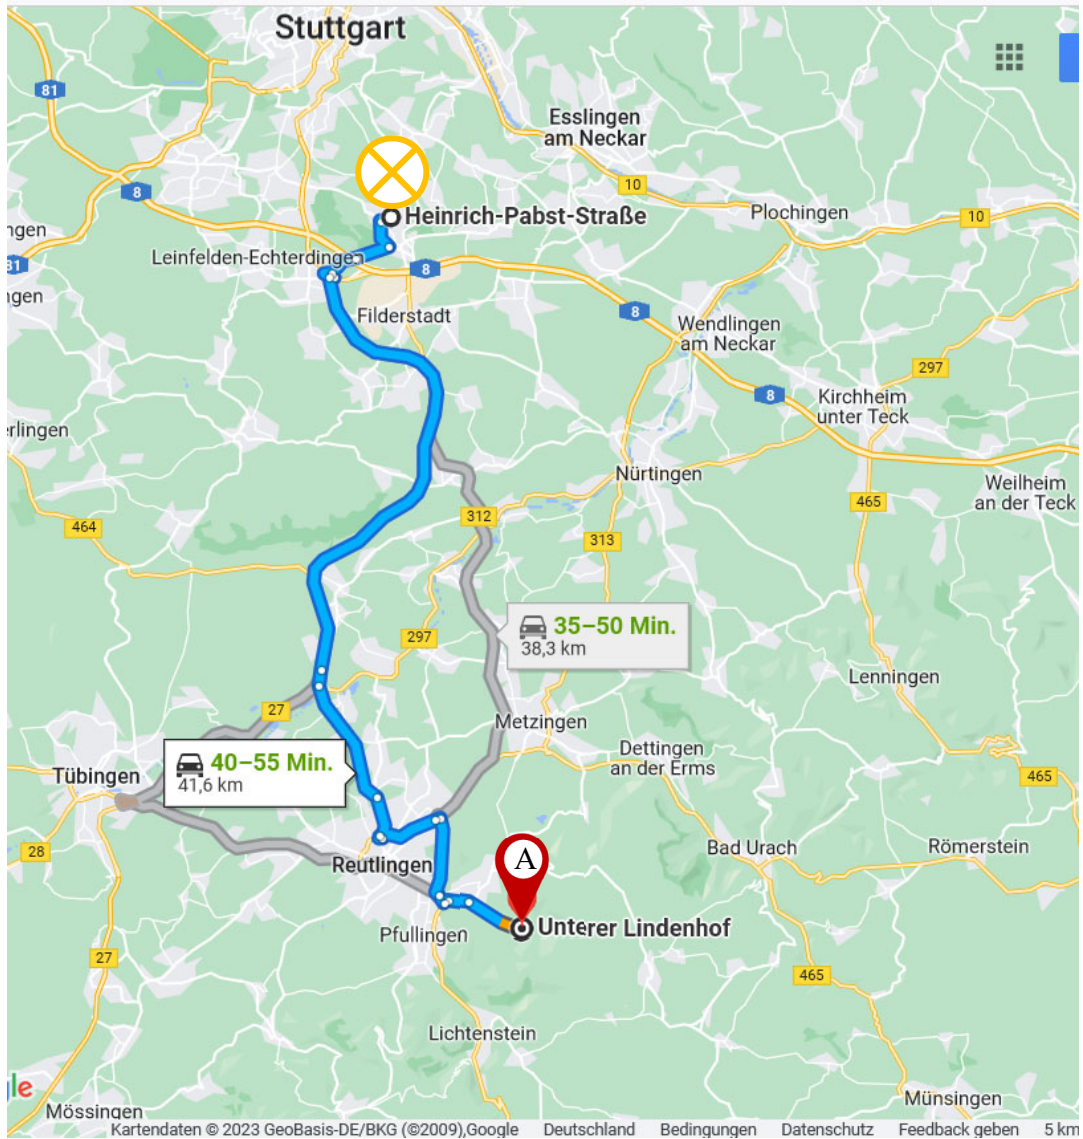 Stuttgart
81
Esslingen
am Neckar
8
10
Heinrich-Pabst-Straße
Plochingen
10
ngen
Leinfelden-Echterdingen
8
31
ngen
Filderstadt
8
Wendlingen
am Neckar
297
8
Kirchheim
unter Teck
erlingen
Nürtingen
Weilheim
an der Teck
465
312
464
313
35–50 Min.
38,3 km
297
Lenningen
27
Metzingen
Dettingen
an der Erms
40–55 Min.
41,6 km
Tübingen
465
28
Reutlingen
A
Bad Urach
Römerstein
Unterer Lindenhof
Pfullingen
27
465
Lichtenstein
gle
Mössingen
Münsingen
Kartendaten © 2023 GeoBasis-DE/BKG (©2009),Google Deutschland Bedingungen Datenschutz Feedback geben 5 km